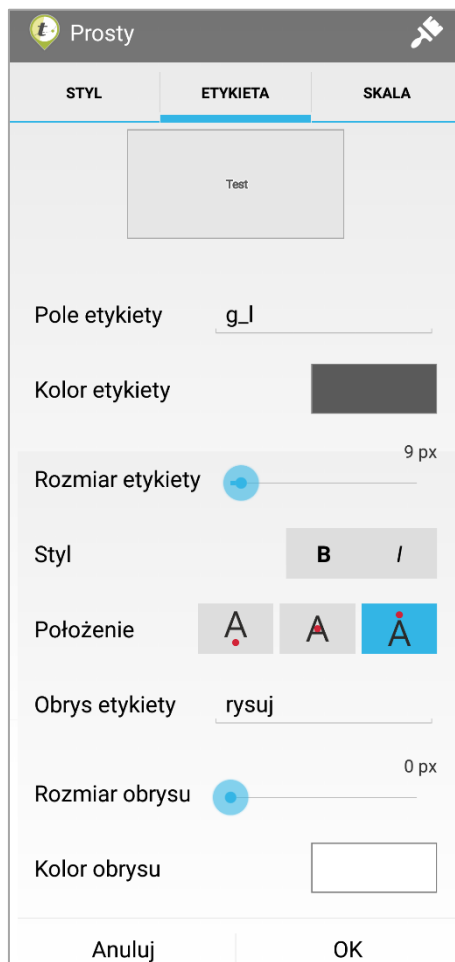 t. Prosty
STYL ETYKIETA SKALA
Test
Pole etykiety g_l
Kolor etykiety
9 px
Rozmiar etykiety
Styl B I
Położenie A A A
Obrys etykiety rysuj
0 px
Rozmiar obrysu
Kolor obrysu
Anuluj OK